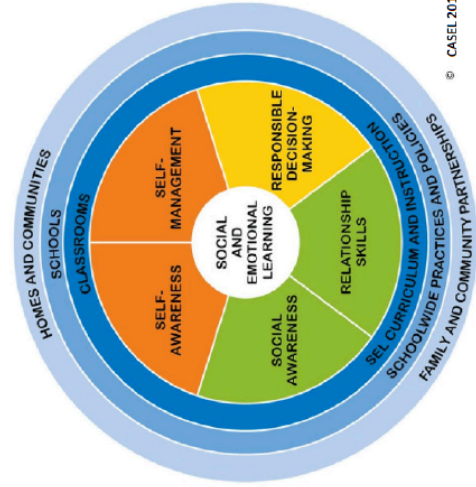 HOMES AND COMMUNITIES
SCHOOLS
CLASSROOMS
SELF-
AWARENESS
SELF-
MANAGEMENT
SOCIAL
AND
EMOTIONAL
LEARNING
SOCIAL
AWARENESS
RESPONSIBLE
DECISION-
MAKING
RELATIONSHIP
SKILLS
SEL CURRICULUM AND INSTRUCTION
SCHOOLWIDE PRACTICES AND POLICIES
FAMILY AND COMMUNITY PARTNERSHIPS
© CASEL 201